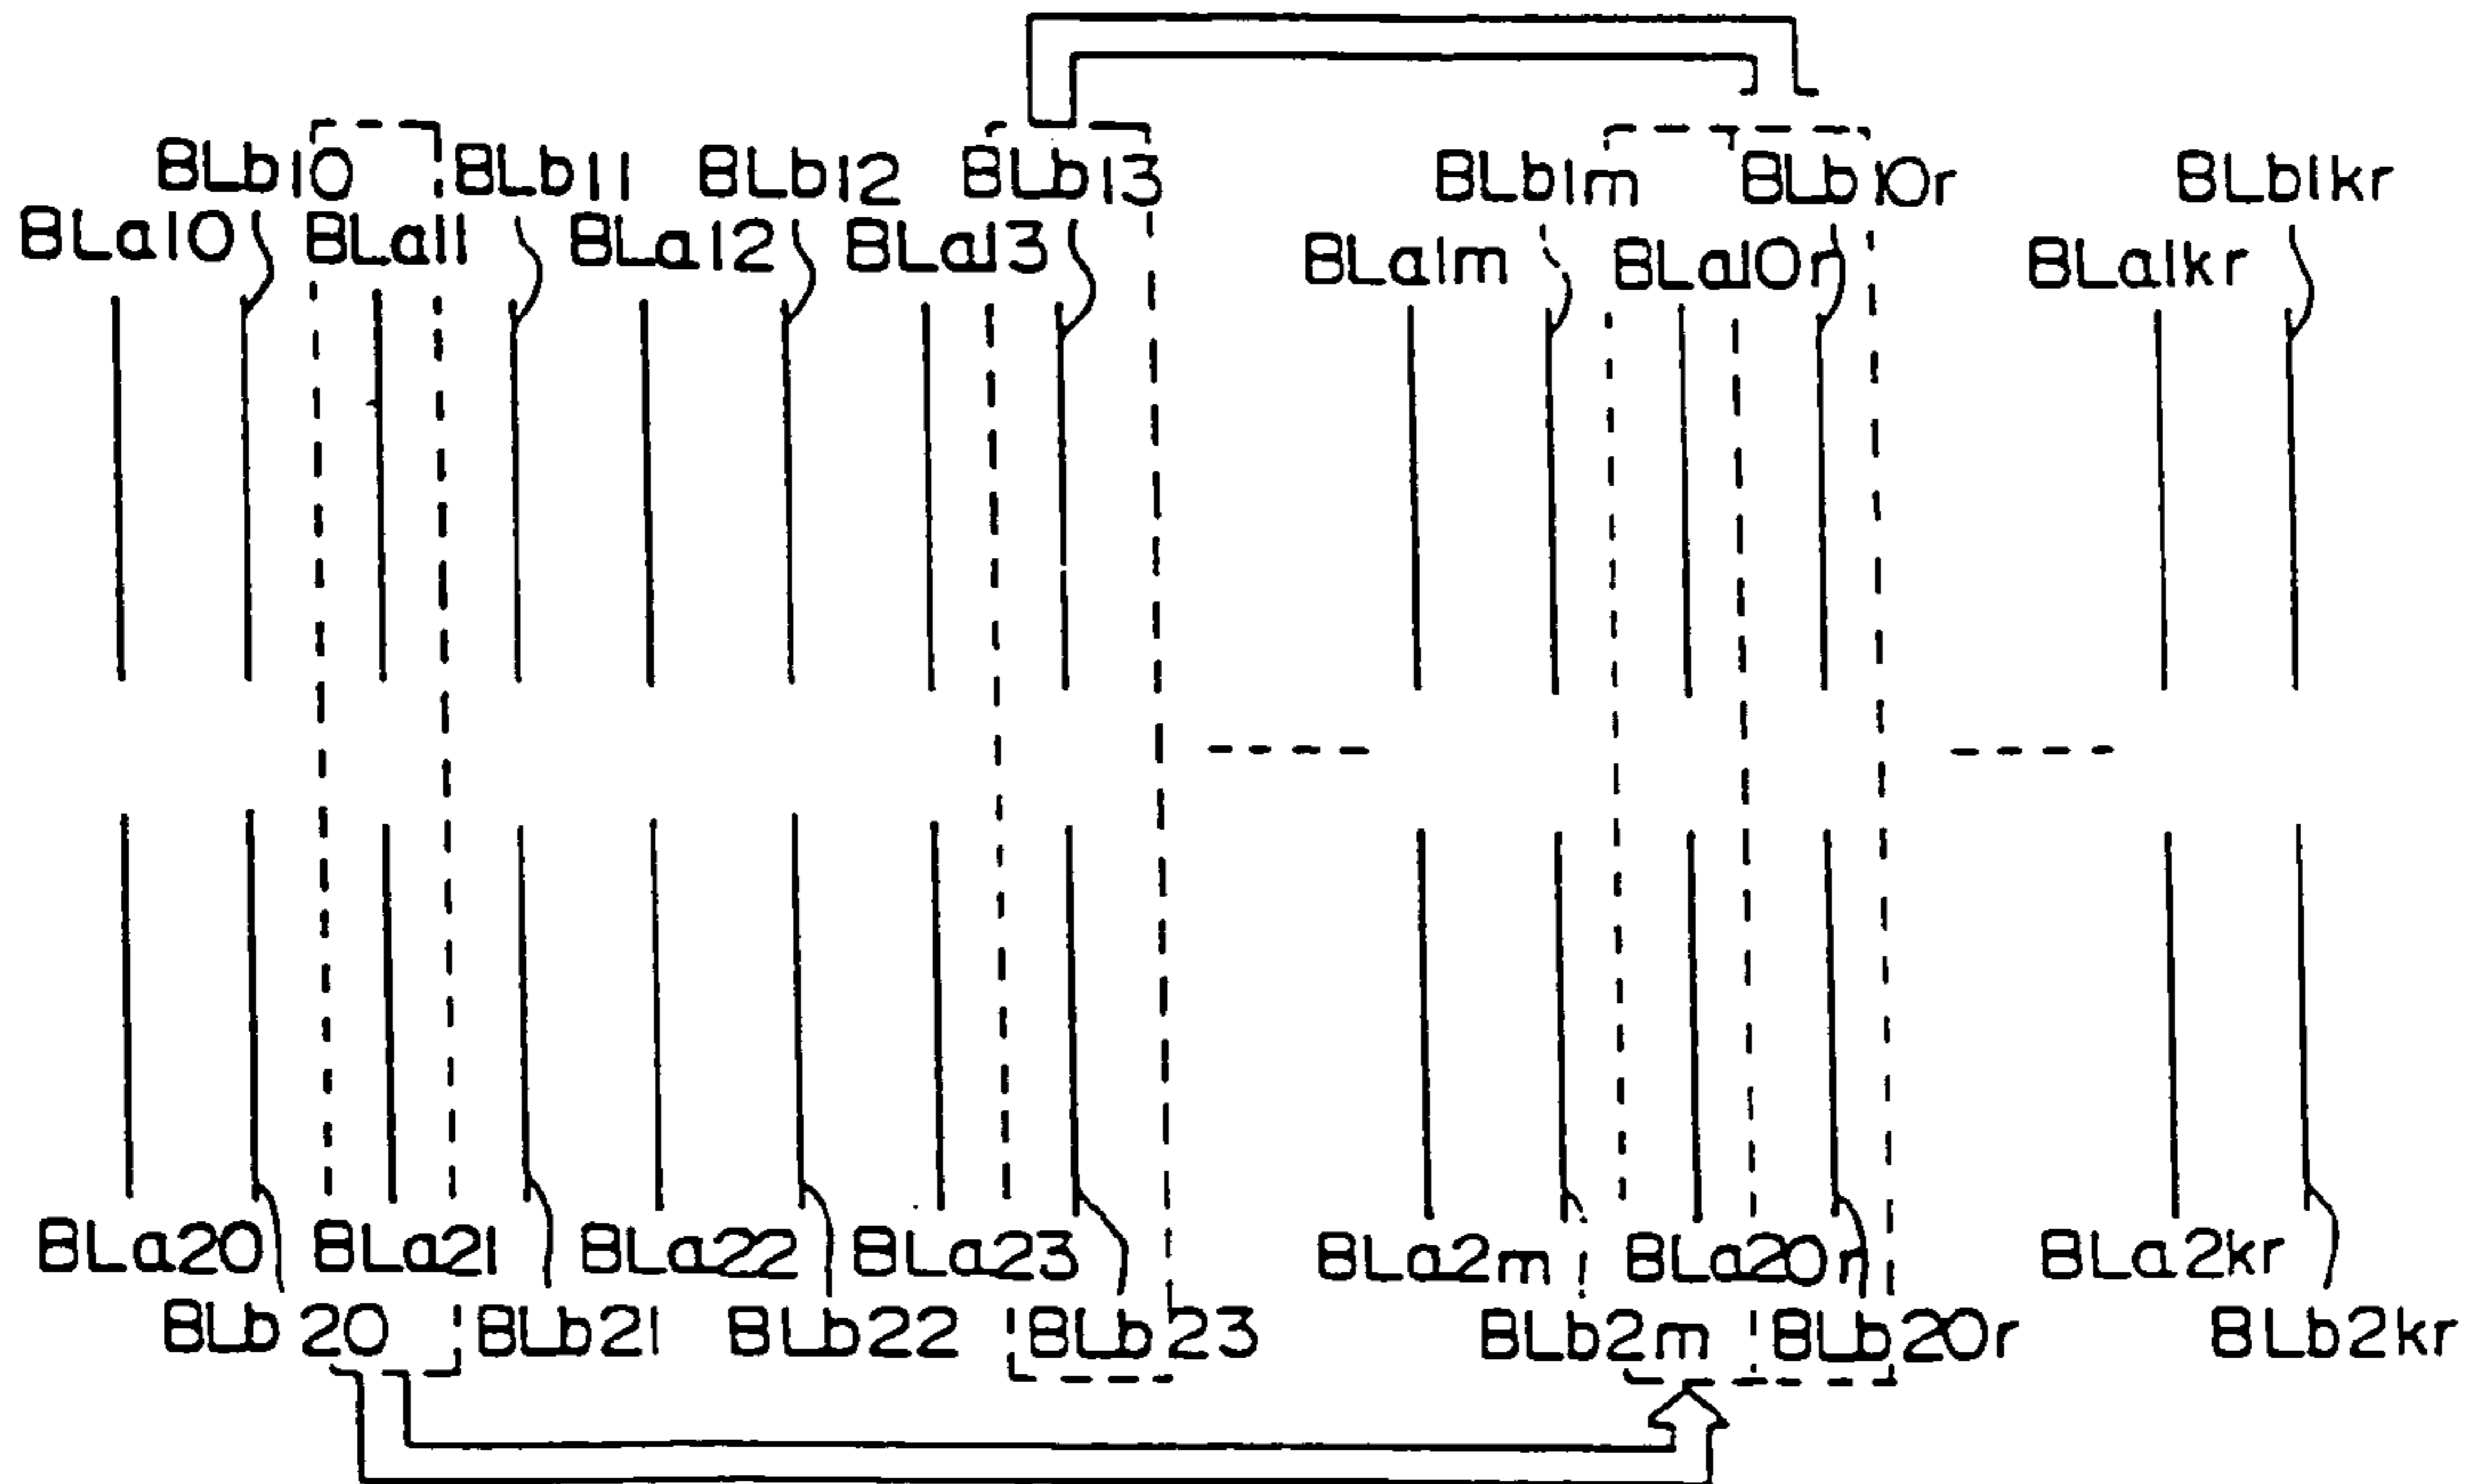 BLb10 BLb11 BLb12 BLb13 BLb1m BLb10r BLb1kr
BLa10 BLa11 BLa12 BLa13 BLa1m BLa10r BLa1kr
BLa20 BLa21 BLa22 BLa23 BLa2m BLa20r BLa2kr
BLb20 BLb21 BLb22 BLb23 BLb2m BLb20r BLb2kr